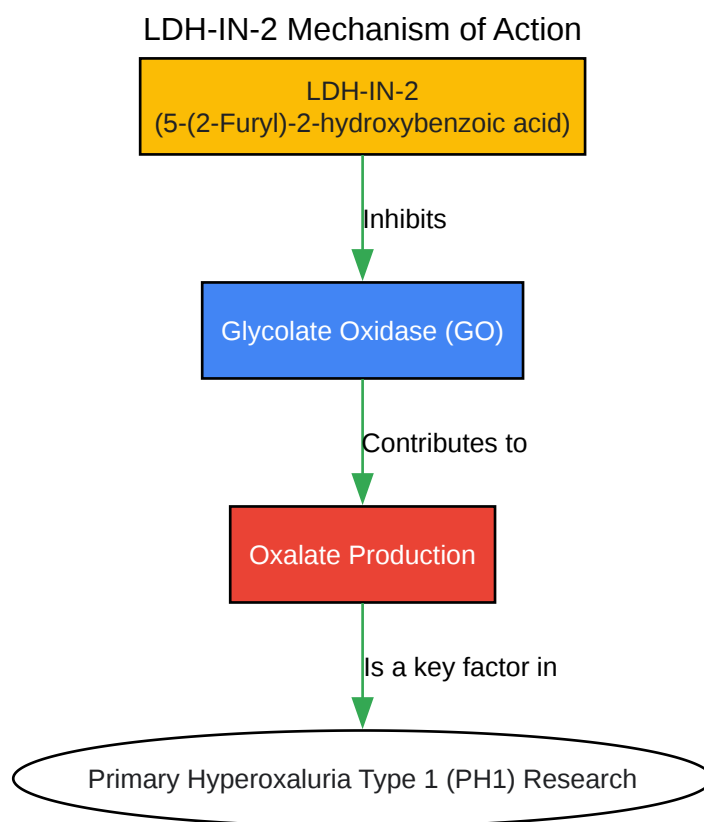 LDH-IN-2 Mechanism of Action
LDH-IN-2
(5-(2-Furyl)-2-hydroxybenzoic acid)
Inhibits
Glycolate Oxidase (GO)
Contributes to
Oxalate Production
Is a key factor in
Primary Hyperoxaluria Type 1 (PH1) Research